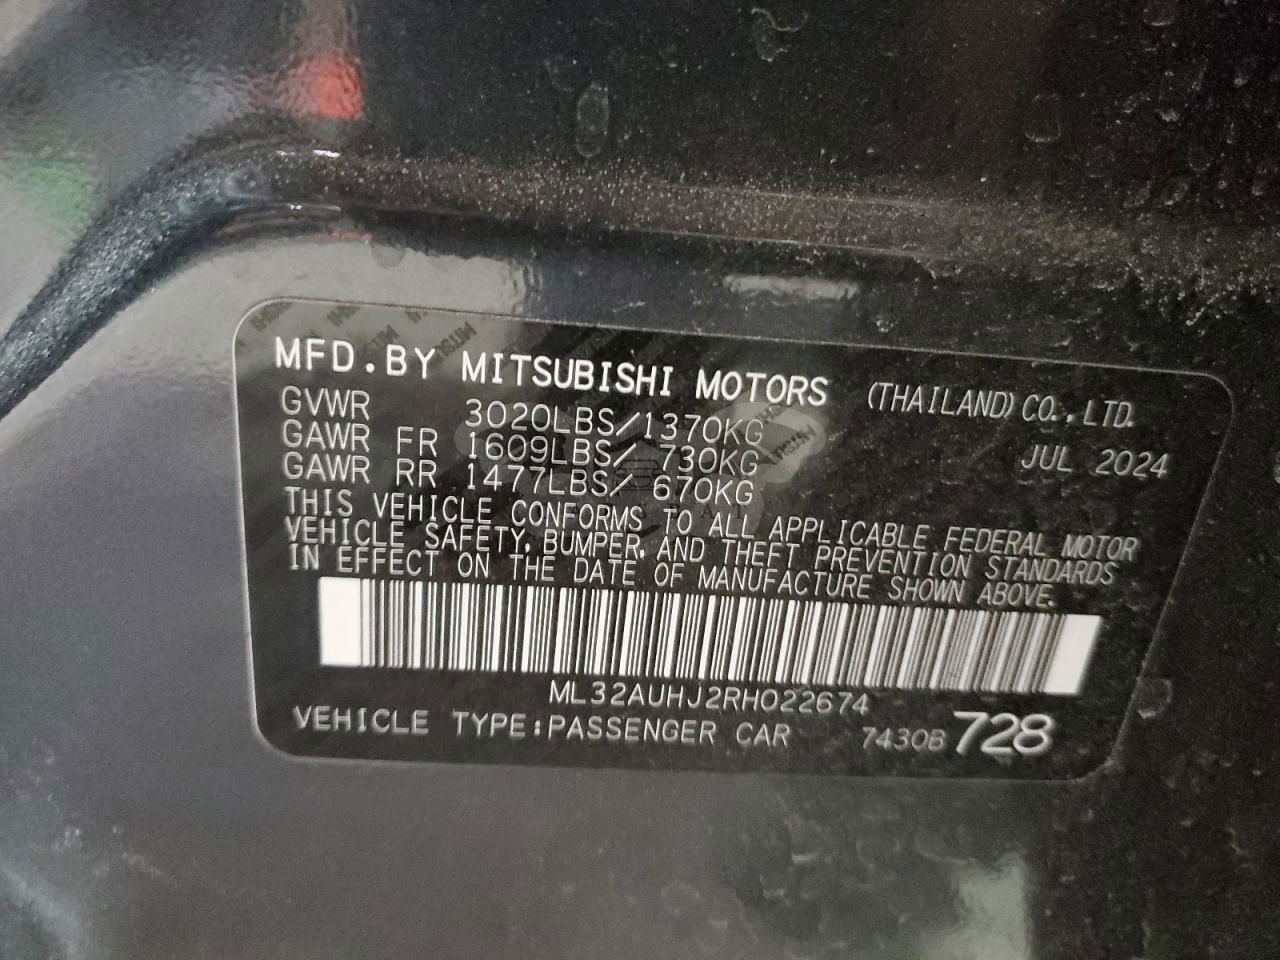 MFD.BY MITSUBISHI MOTORS (THAILAND) CO.,LTD.
GVWR 3020LBS/1370KG JUL 2024
GAWR FR 1609LBS/ 730KG
GAWR RR 1477LBS/ 670KG
THIS VEHICLE CONFORMS TO ALL APPLICABLE FEDERAL MOTOR
VEHICLE SAFETY, BUMPER, AND THEFT PREVENTION STANDARDS
IN EFFECT ON THE DATE OF MANUFACTURE SHOWN ABOVE.
ML32AUHJ2RH022674
VEHICLE TYPE:PASSENGER CAR 7430B 728